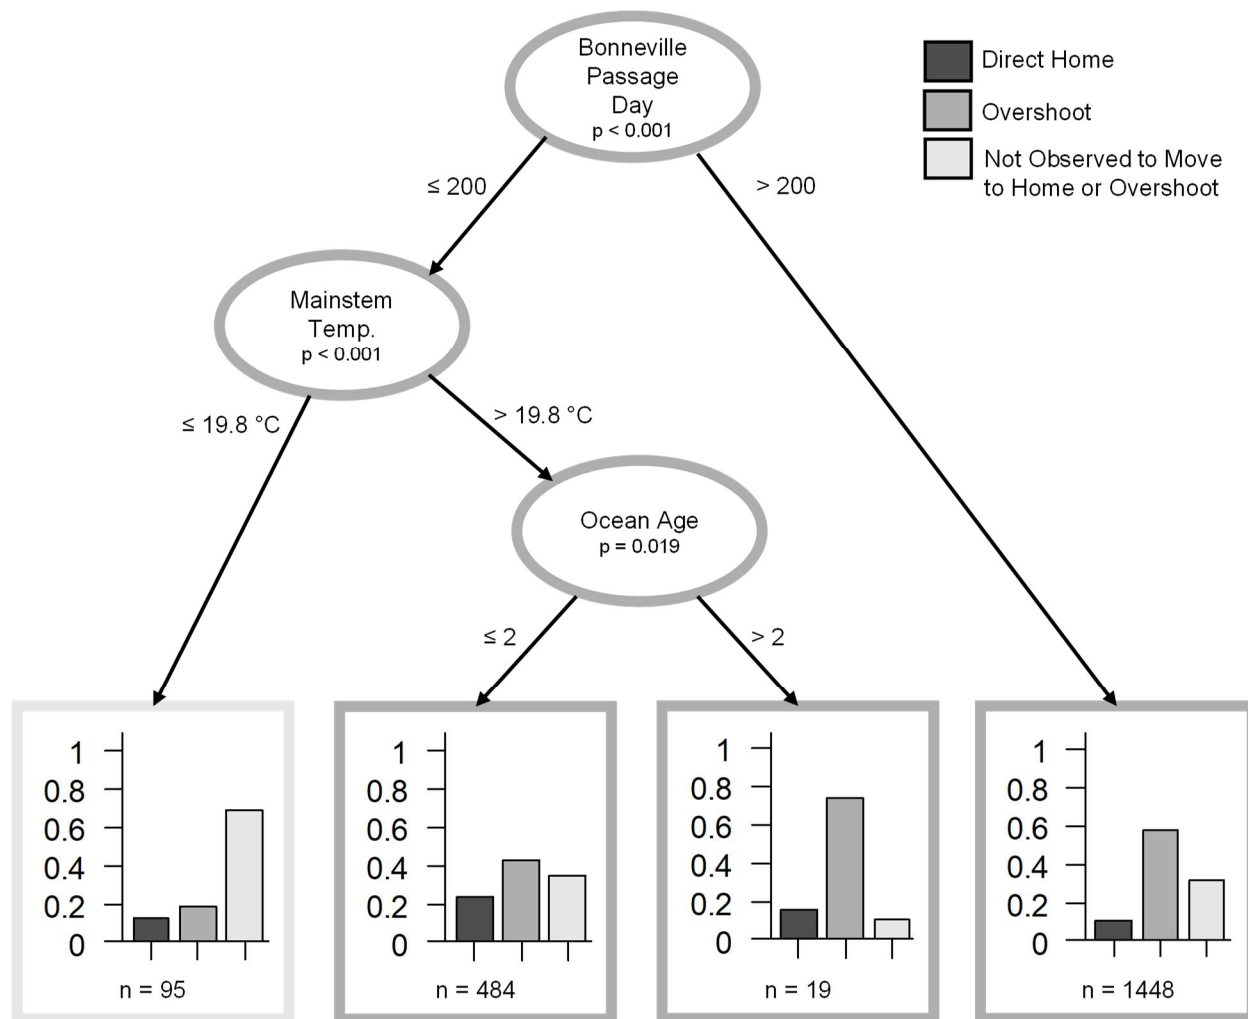 Bonneville
Passage
Day
p < 0.001
Direct Home
Overshoot
Not Observed to Move
to Home or Overshoot
≤ 200
> 200
Mainstem
Temp.
p < 0.001
≤ 19.8 °C
> 19.8 °C
Ocean Age
p = 0.019
≤ 2
> 2
1
0.8
0.6
0.4
0.2
0
n = 95
1
0.8
0.6
0.4
0.2
0
n = 484
1
0.8
0.6
0.4
0.2
0
n = 19
1
0.8
0.6
0.4
0.2
0
n = 1448